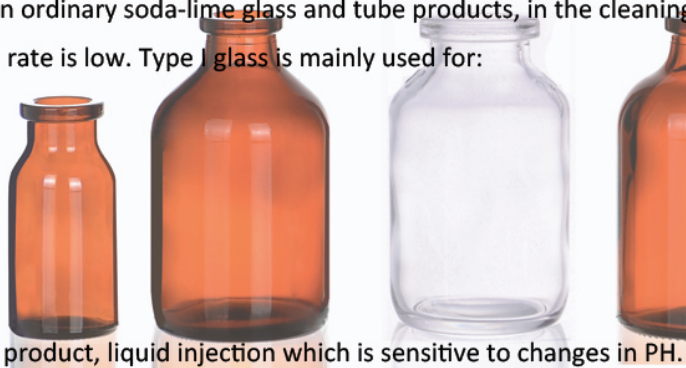 n ordinary soda-lime glass and tube products, in the cleaning
rate is low. Type I glass is mainly used for:
product, liquid injection which is sensitive to changes in PH.